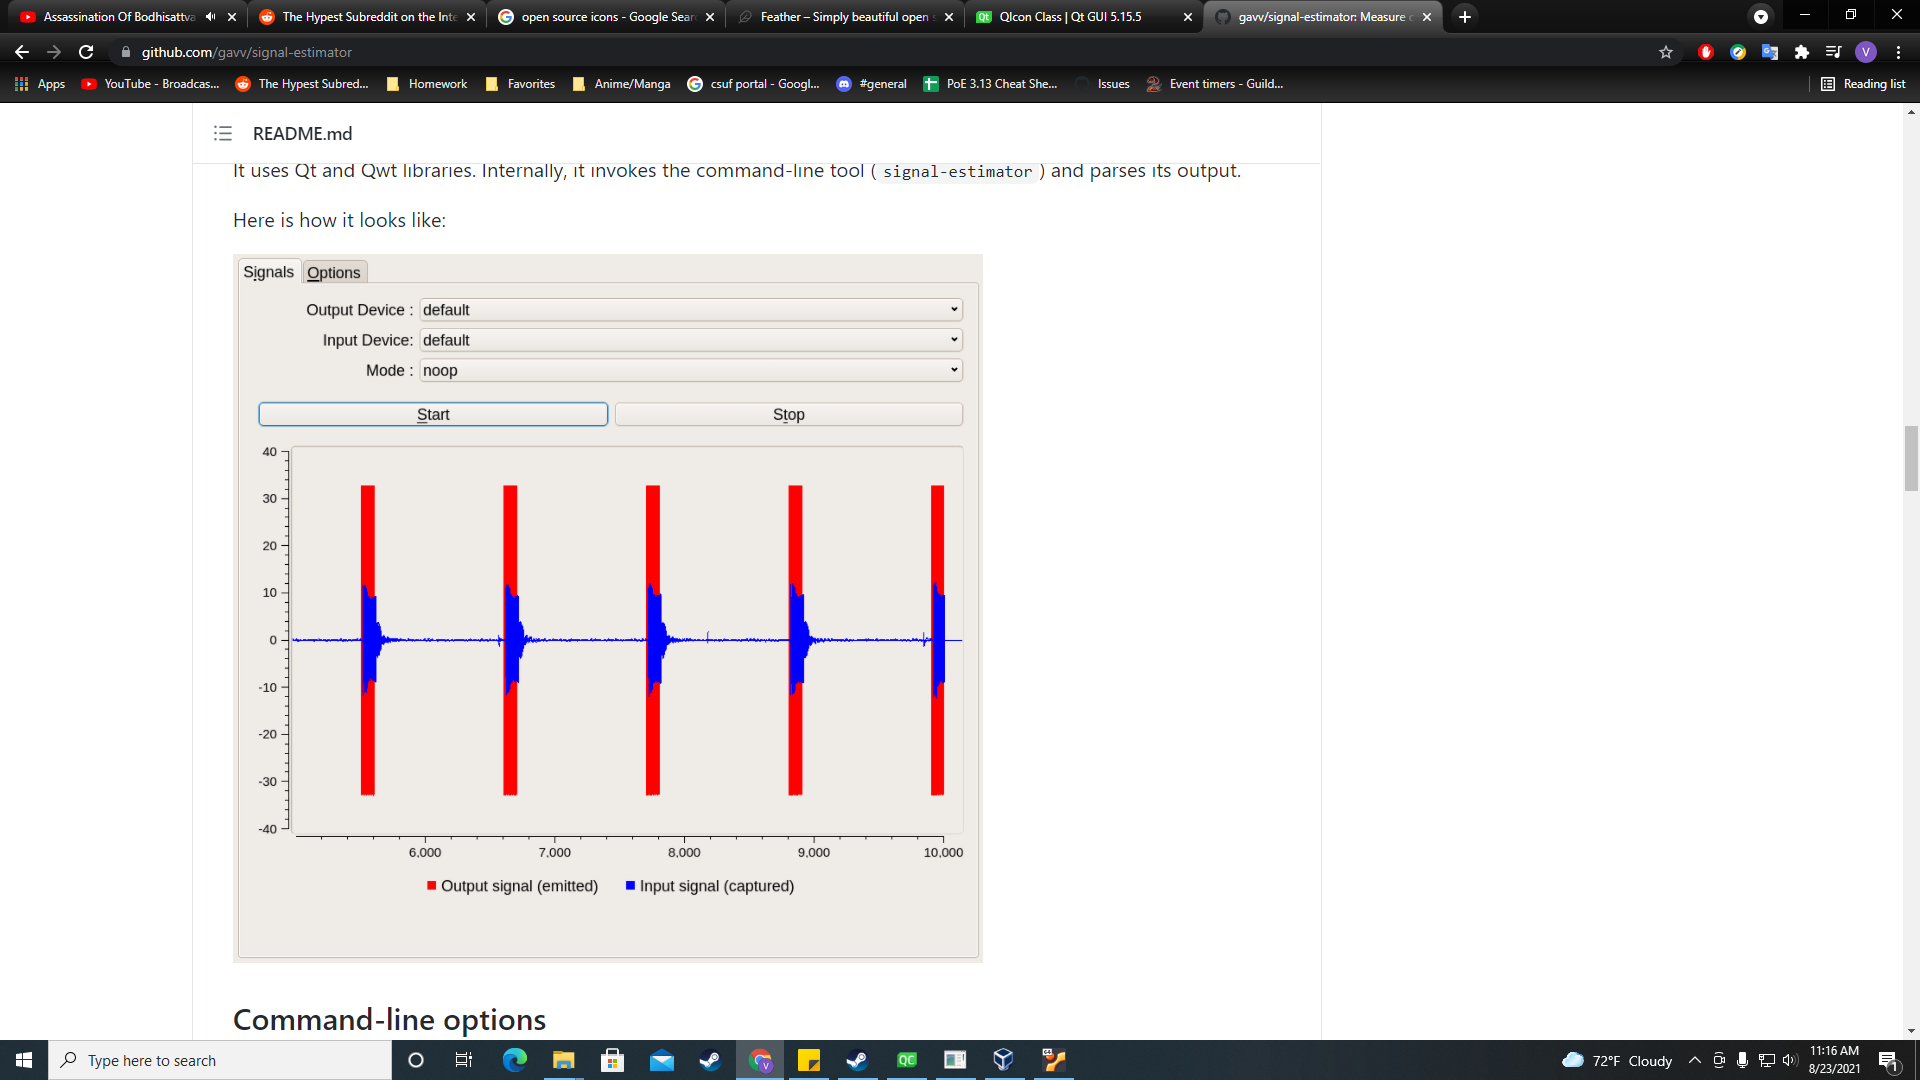 Assassination Of Bodhisattva
The Hypest Subreddit on the Inte
open source icons - Google Sear
Feather – Simply beautiful open s
QIcon Class | Qt GUI 5.15.5
gavv/signal-estimator: Measure c
github.com/gavv/signal-estimator
V
Apps
YouTube - Broadcas...
The Hypest Subred...
Homework
Favorites
Anime/Manga
csuf portal - Googl...
#general
PoE 3.13 Cheat She...
Issues
Event timers - Guild...
Reading list
README.md
It uses Qt and Qwt libraries. Internally, it invokes the command-line tool ( signal-estimator ) and parses its output.
Here is how it looks like:
Signals Options
Output Device : default
Input Device: default
Mode : noop
Start Stop
40
30
20
10
0
-10
-20
-30
-40
6,000 7,000 8,000 9,000 10,000
Output signal (emitted) Input signal (captured)
Command-line options
Type here to search
72°F Cloudy
11:16 AM
8/23/2021
1